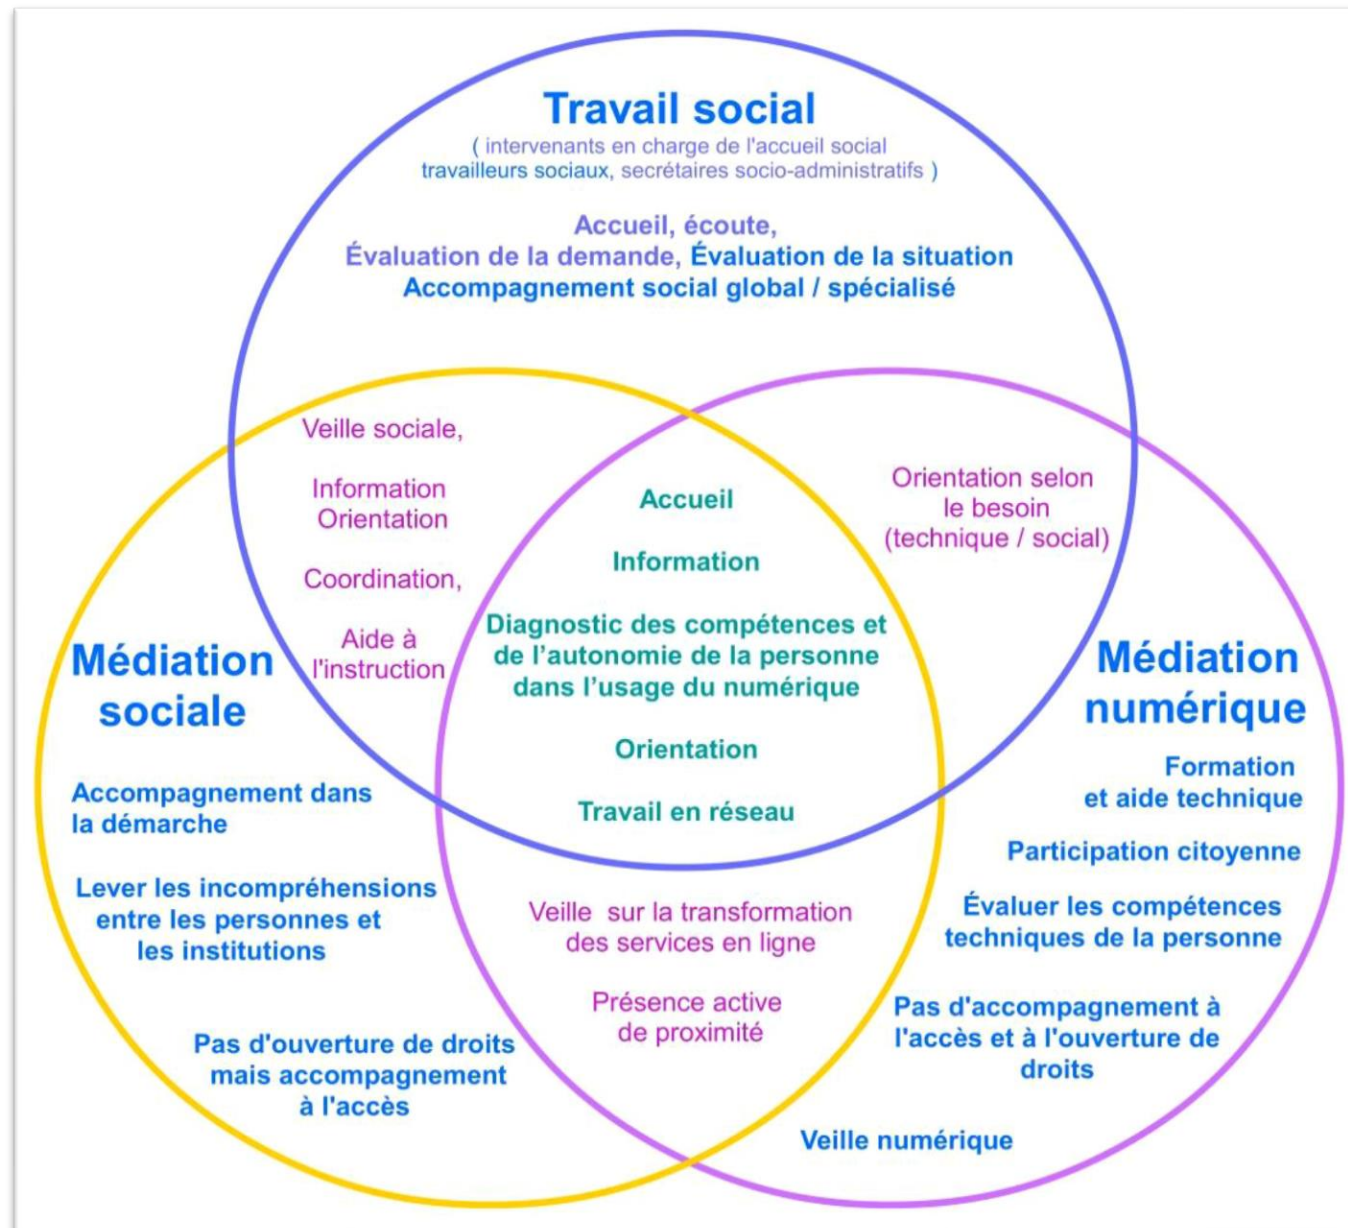 Travail social
( intervenants en charge de l'accueil social
travailleurs sociaux, secrétaires socio-administratifs )
Accueil, écoute,
Évaluation de la demande, Évaluation de la situation
Accompagnement social global / spécialisé
Veille sociale,
Information
Orientation
Coordination,
Aide à
l'instruction
Accueil
Information
Diagnostic des compétences et
de l’autonomie de la personne
dans l’usage du numérique
Orientation
Travail en réseau
Orientation selon
le besoin
(technique / social)
Médiation
sociale
Accompagnement dans
la démarche
Lever les incompréhensions
entre les personnes et
les institutions
Pas d'ouverture de droits
mais accompagnement
à l'accès
Veille sur la transformation
des services en ligne
Présence active
de proximité
Médiation
numérique
Formation
et aide technique
Participation citoyenne
Évaluer les compétences
techniques de la personne
Pas d'accompagnement à
l'accès et à l'ouverture de
droits
Veille numérique